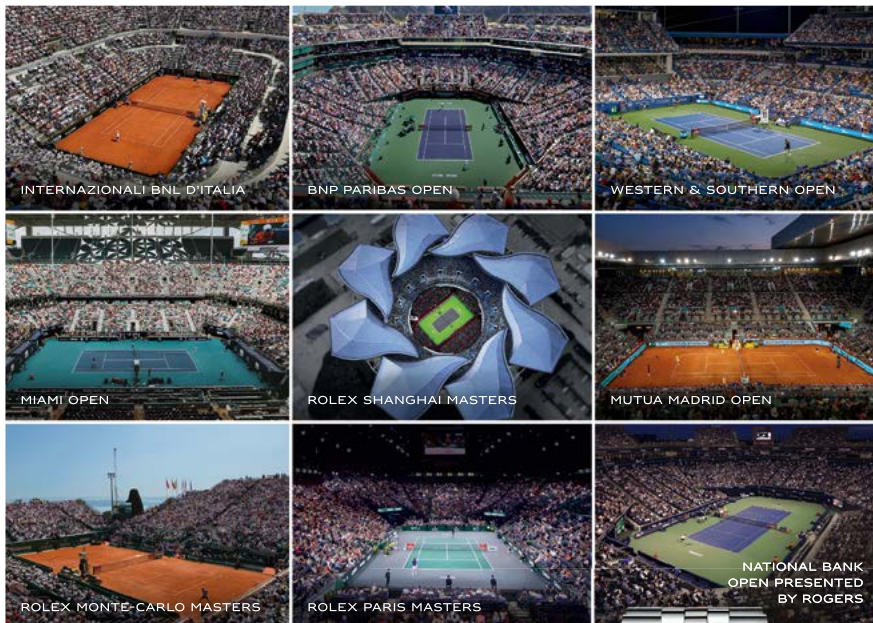 INTERNAZIONALI BNL D'ITALIA
BNP PARIBAS OPEN
WESTERN & SOUTHERN OPEN
MIAMI OPEN
ROLEX SHANGHAI MASTERS
MUTUA MADRID OPEN
ROLEX MONTE-CARLO MASTERS
ROLEX PARIS MASTERS
NATIONAL BANK
OPEN PRESENTED
BY ROGERS